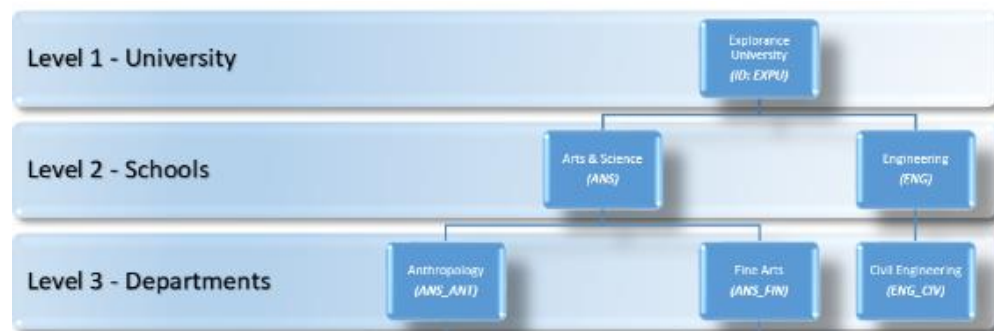 Level 1 - University
Explorance
University
(ID: EXPU)
Level 2 - Schools
Arts & Science
(ANS)
Engineering
(ENG)
Level 3 - Departments
Anthropology
(ANS_ANT)
Fine Arts
(ANS_FIN)
Civil Engineering
(ENG_CIV)